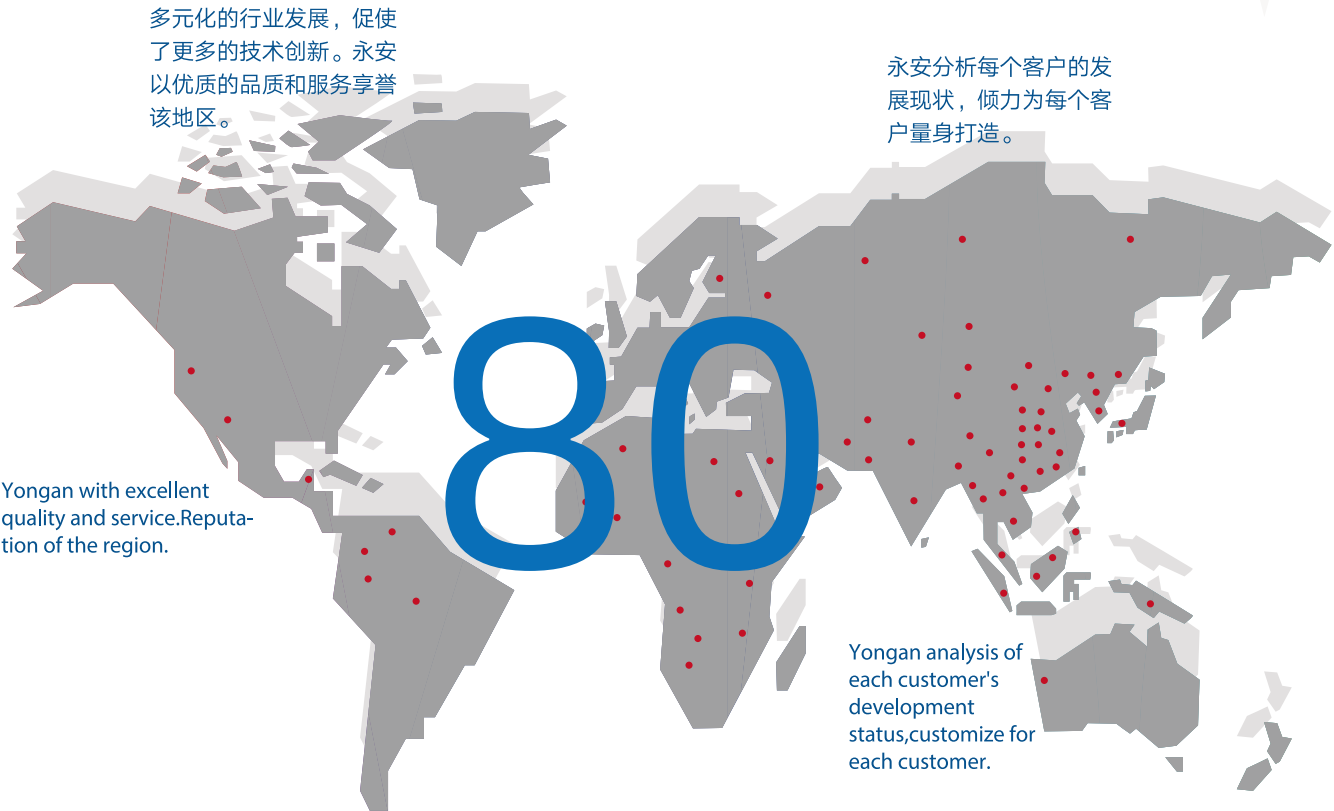 多元化的行业发展，促使
了更多的技术创新。永安
以优质的品质和服务享誉
该地区。
永安分析每个客户的发
展现状，倾力为每个客
户量身打造。
80
Yongan with excellent
quality and service.Reputa-
tion of the region.
Yongan analysis of
each customer's
development
status,customize for
each customer.